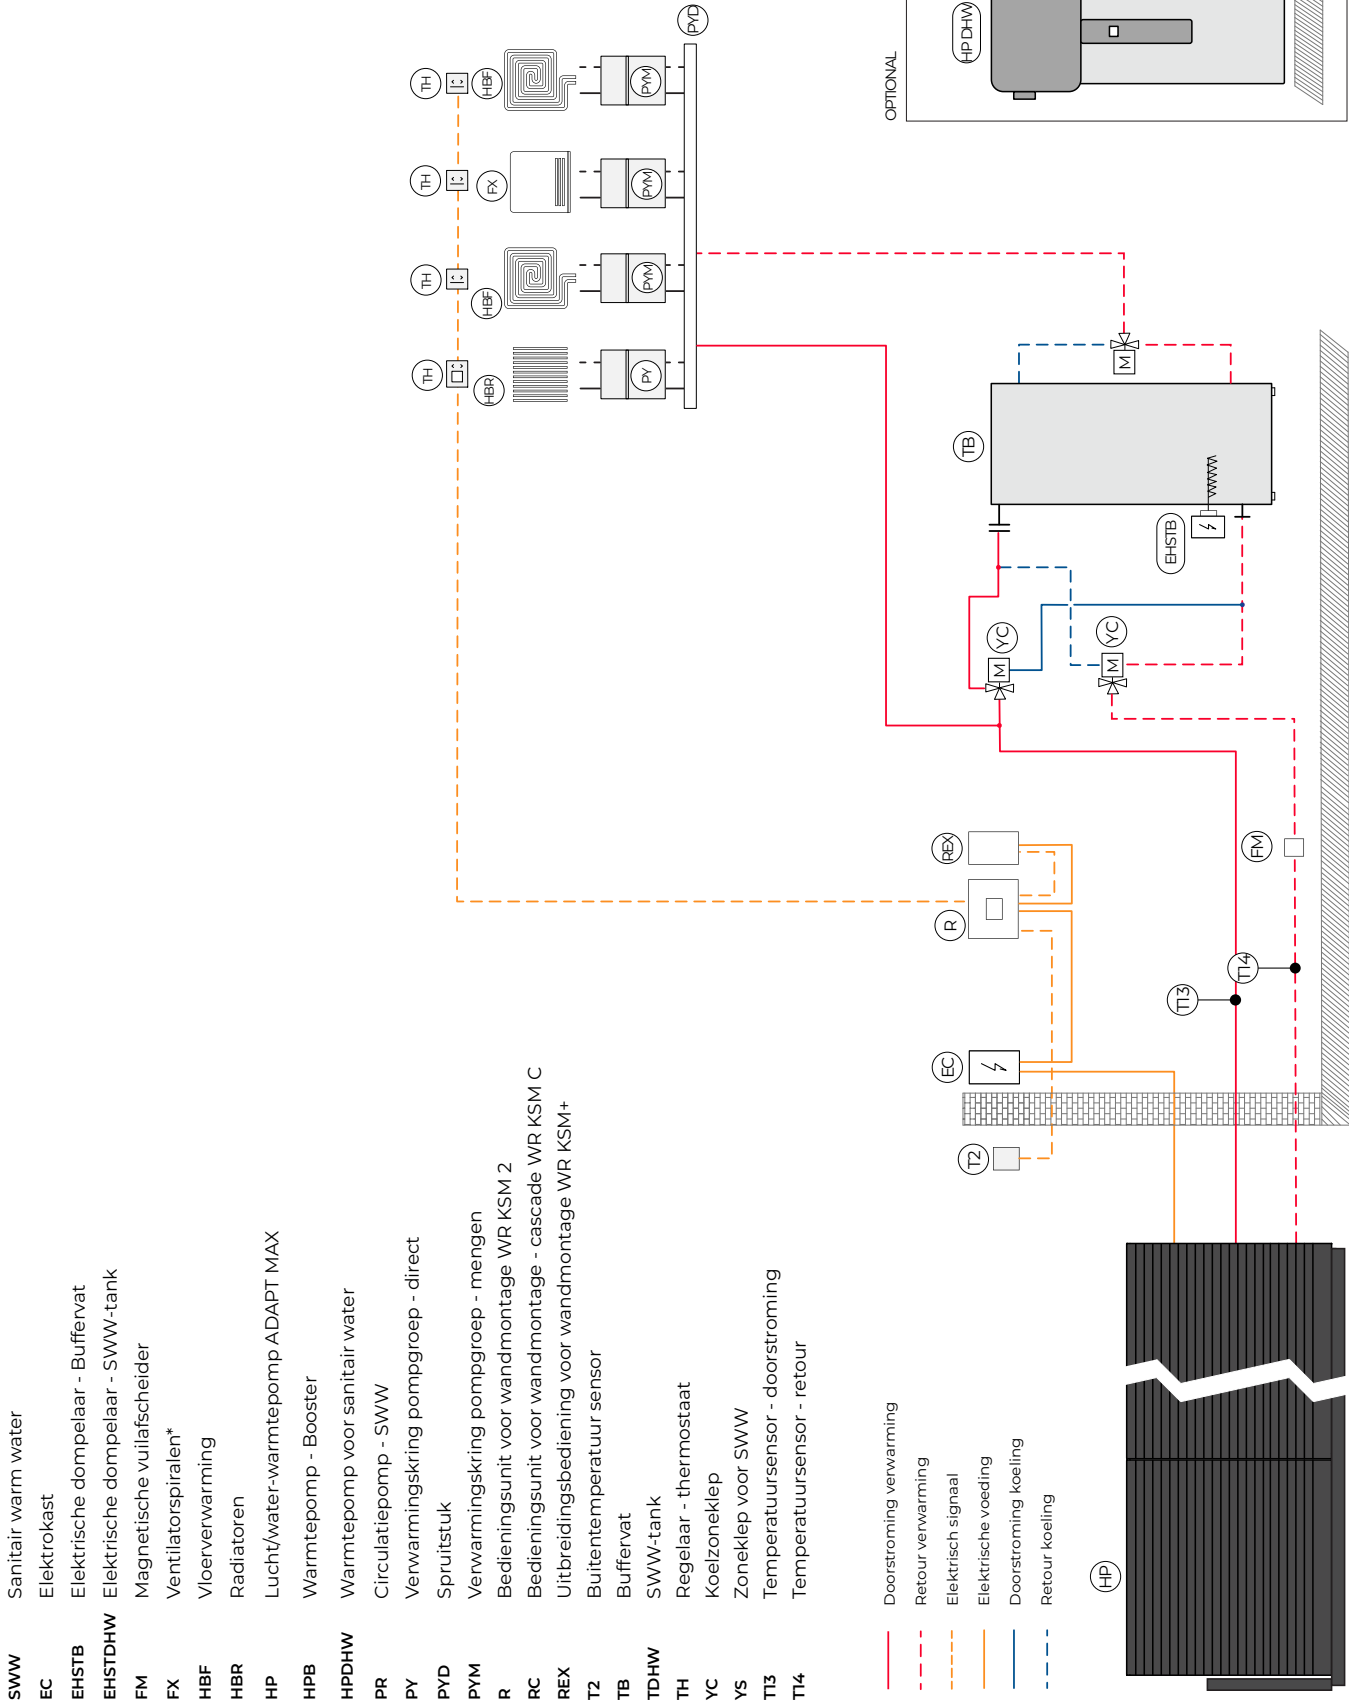 SWW Sanitair warm water
EC Elektrokast
EHSTB Elektrische dompelaar - Buffervat
EHSTDHW Elektrische dompelaar - SWW-tank
FM Magnetische vuilafscheider
FX Ventilatorspiralen*
HBF Vloerverwarming
HBR Radiatoren
HP Lucht/water-warmtepomp ADAPT MAX
HPB Warmtepomp - Booster
HPDHW Warmtepomp voor sanitair water
PR Circulatiepomp - SWW
PY Verwarmingskring pompgroep - direct
PYD Spruitstuk
PYM Verwarmingskring pompgroep - mengen
R Bedieningsunit voor wandmontage WR KSM 2
RC Bedieningsunit voor wandmontage - cascade WR KSM C
REX Uitbreidingsbediening voor wandmontage WR KSM+
T2 Buitentemperatuur sensor
TB Buffervat
TDHW SWW-tank
TH Regelaar - thermostaat
YC Koelzoneklep
YS Zoneklep voor SWW
T13 Temperatuursensor - doorstroming
T14 Temperatuursensor - retour
Doorstroming verwarming
Retour verwarming
Elektrisch signaal
Elektrische voeding
Doorstroming koeling
Retour koeling
HP
T2
EC
R
REX
T13
T14
FM
YC
YC
M
M
EHSTB
TB
M
TH
TH
TH
TH
HBR
HBF
FX
HBF
PY
PYM
PYM
PYM
PYD
OPTIONAL
HP DHW